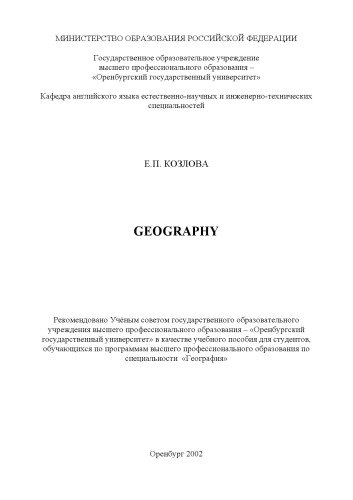 МИНИСТЕРСТВО ОБРАЗОВАНИЯ РОССИЙСКОЙ ФЕДЕРАЦИИ
Государственное образовательное учреждение
высшего профессионального образования –
«Оренбургский государственный университет»
Кафедра английского языка естественно-научных и инженерно-технических
специальностей
Е.П. КОЗЛОВА
GEOGRAPHY
Рекомендовано Учёным советом государственного образовательного
учреждения высшего профессионального образования – «Оренбургский
государственный университет» в качестве учебного пособия для студентов,
обучающихся по программам высшего профессионального образования по
специальности «География»
Оренбург 2002